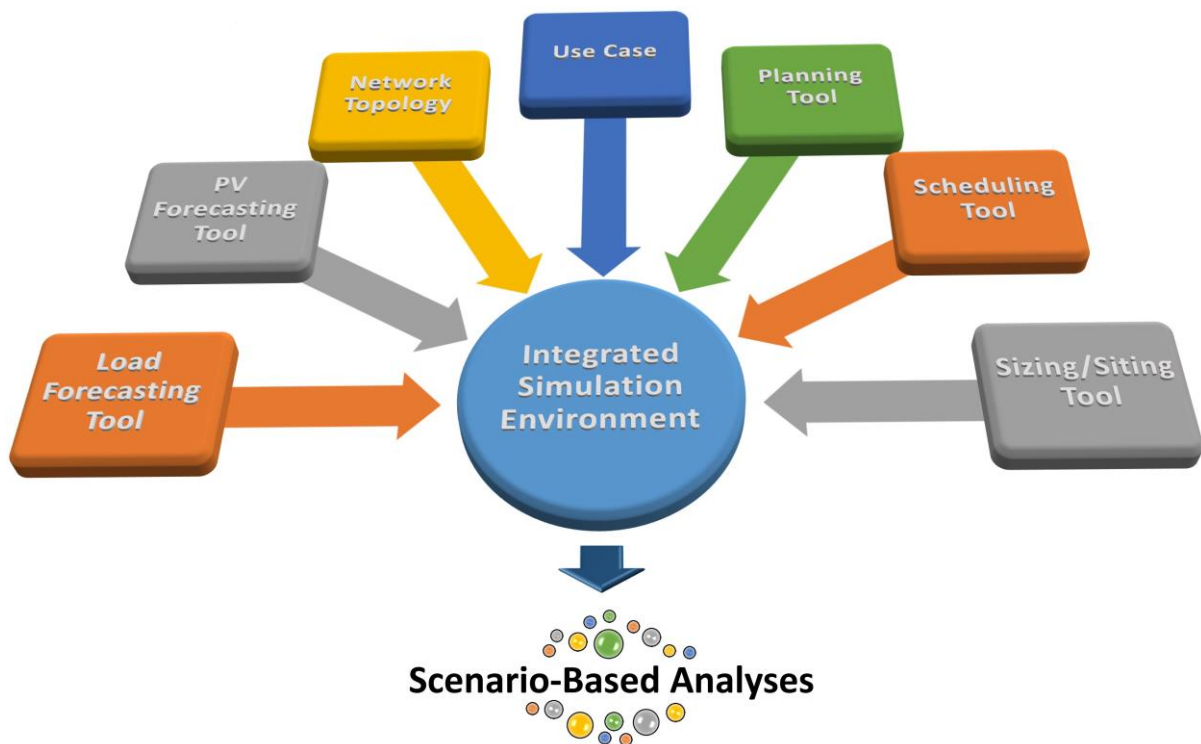 Use Case
Network
Topology
Planning
Tool
PV
Forecasting
Tool
Scheduling
Tool
Load
Forecasting
Tool
Integrated
Simulation
Environment
Sizing/Siting
Tool
Scenario-Based Analyses